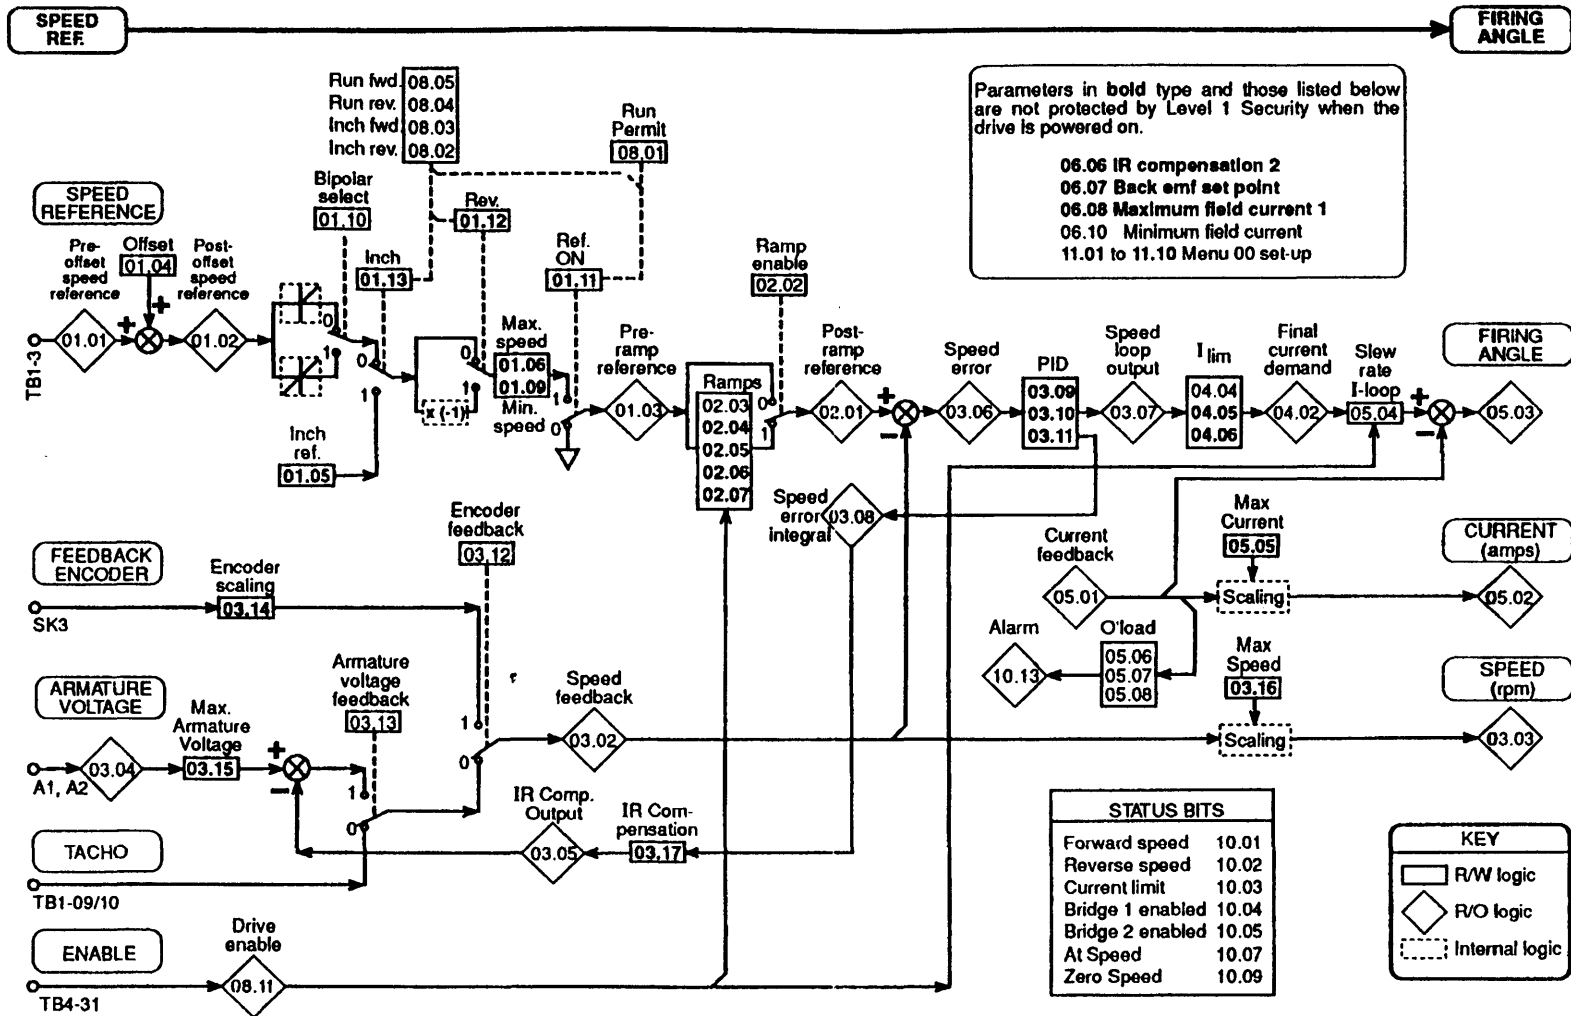 SPEED
REF.
FIRING
ANGLE
Parameters in bold type and those listed below
are not protected by Level 1 Security when the
drive is powered on.
06.06 IR compensation 2
06.07 Back emf set point
06.08 Maximum field current 1
06.10 Minimum field current
11.01 to 11.10 Menu 00 set-up
Run fwd. 08.05
Run rev. 08.04
Inch fwd. 08.03
Inch rev. 08.02
Run
Permit
08.01
SPEED
REFERENCE
Bipolar
select
01.10
Rev.
01.12
Pre-
offset
speed
reference
Offset
01.04
Post-
offset
speed
reference
Inch
01.13
Ref.
ON
01.11
Ramp
enable
02.02
TB1-3
01.01
+
+
01.02
0
1
0
1
Inch
ref.
01.05
0
1
x (-1)
Max.
speed
01.06
01.09
Min.
speed
1
0
Pre-
ramp
reference
01.03
Ramps
02.03
02.04
02.05
02.06
02.07
0
1
Post-
ramp
reference
02.01
+
−
Speed
error
03.06
PID
03.09
03.10
03.11
Speed
loop
output
03.07
I lim
04.04
04.05
04.06
Final
current
demand
04.02
Slew
rate
I-loop
05.04
+
−
FIRING
ANGLE
05.03
Speed
error
integral
03.08
Encoder
feedback
03.12
FEEDBACK
ENCODER
Encoder
scaling
03.14
SK3
Current
feedback
05.01
Max
Current
05.05
Scaling
CURRENT
(amps)
05.02
Alarm
10.13
O'load
05.06
05.07
05.08
Max
Speed
03.16
Scaling
SPEED
(rpm)
03.03
ARMATURE
VOLTAGE
Max.
Armature
Voltage
03.15
Armature
voltage
feedback
03.13
Speed
feedback
03.02
1
0
A1, A2
03.04
+
−
1
0
IR Comp.
Output
03.05
IR Com-
pensation
03.17
TACHO
TB1-09/10
ENABLE
Drive
enable
08.11
TB4-31
STATUS BITS
Forward speed 10.01
Reverse speed 10.02
Current limit 10.03
Bridge 1 enabled 10.04
Bridge 2 enabled 10.05
At Speed 10.07
Zero Speed 10.09
KEY
R/W logic
R/O logic
Internal logic